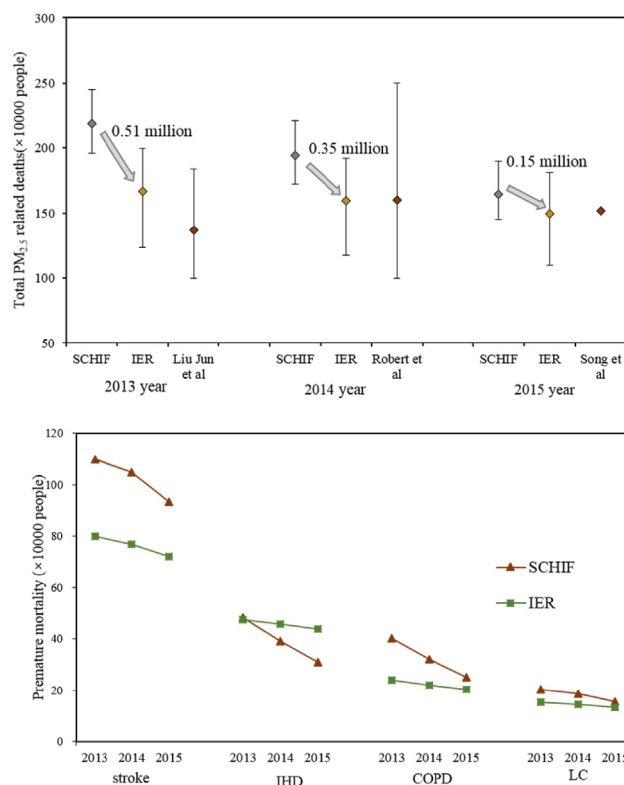 Total PM2.5 related deaths(×10000 people)
300
250
200
150
100
50
0.51 million
0.35 million
0.15 million
SCHIF IER Liu Jun et al
SCHIF IER Robert et al
SCHIF IER Song et al
2013 year 2014 year 2015 year
Premature mortality (×10000 people)
120
100
80
60
40
20
0
SCHIF
IER
2013 2014 2015 2013 2014 2015 2013 2014 2015 2013 2014 2015
stroke IHD COPD LC